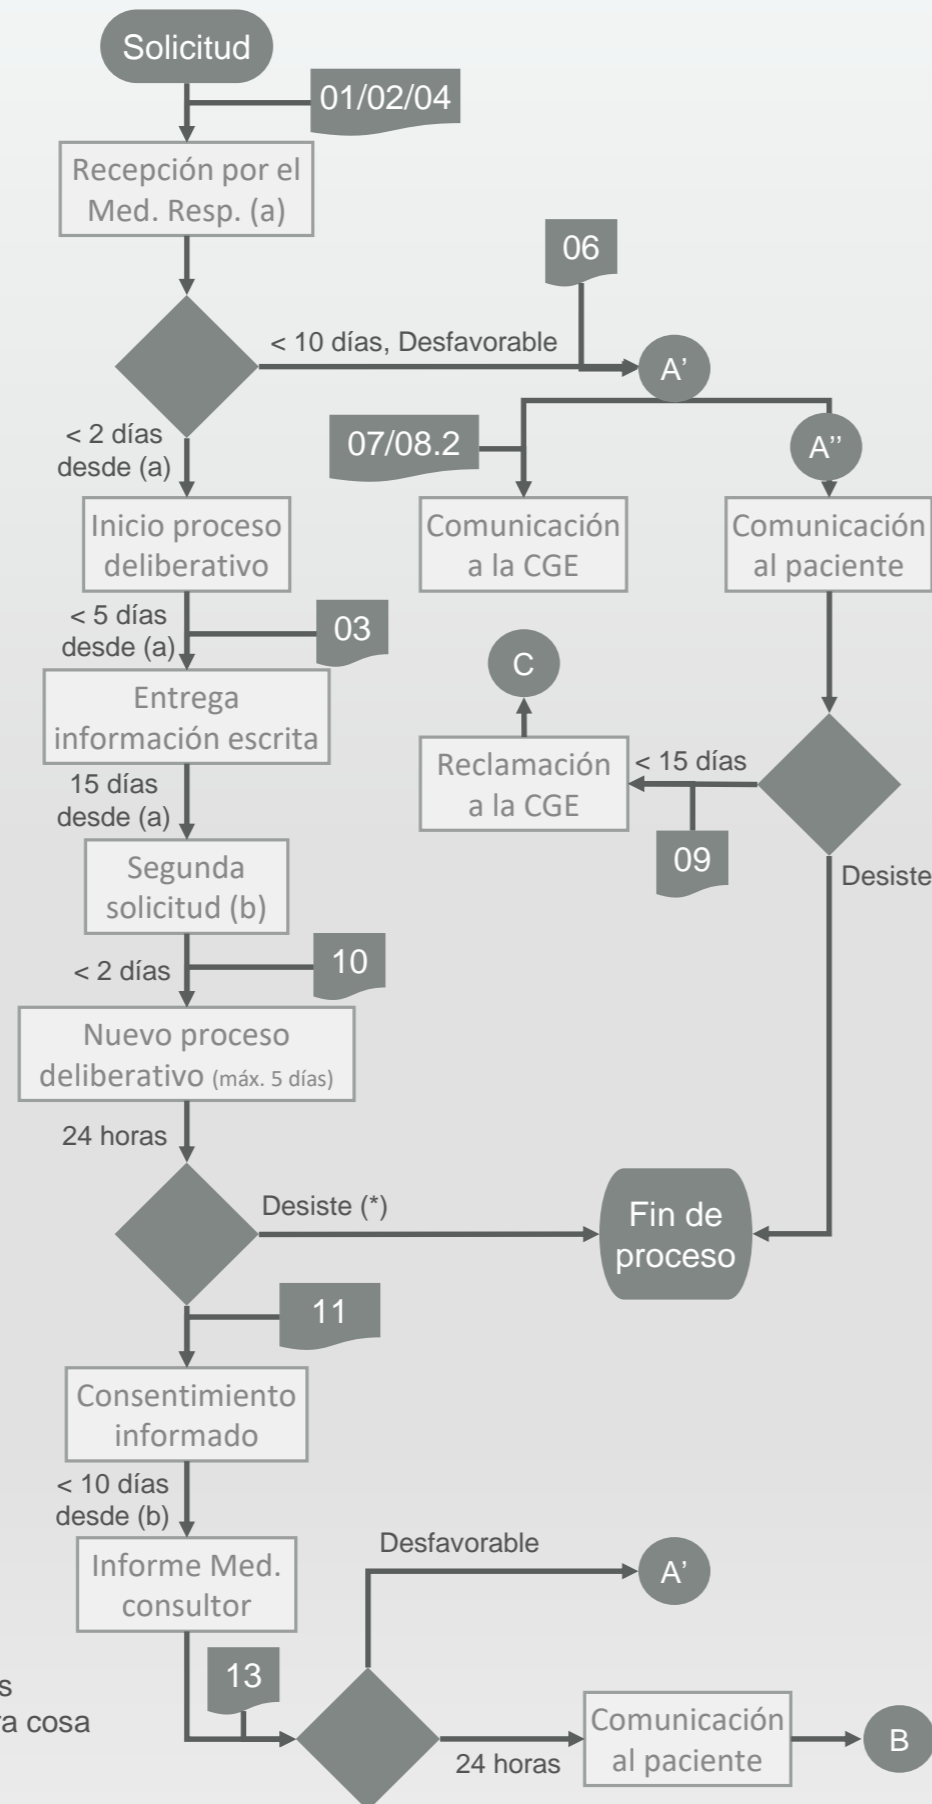 Solicitud
01/02/04
Recepción por el
Med. Resp. (a)
06
< 10 días, Desfavorable
A’
< 2 días
desde (a)
07/08.2
A’’
Inicio proceso
deliberativo
Comunicación
a la CGE
Comunicación
al paciente
< 5 días
desde (a)
03
C
Entrega
información escrita
Reclamación
a la CGE
< 15 días
15 días
desde (a)
09
Desiste
Segunda
solicitud (b)
< 2 días
10
Nuevo proceso
deliberativo (máx. 5 días)
24 horas
Desiste (*)
Fin de
proceso
11
Consentimiento
informado
< 10 días
desde (b)
Desfavorable
A’
Informe Med.
consultor
13
a cosa
24 horas
Comunicación
al paciente
B